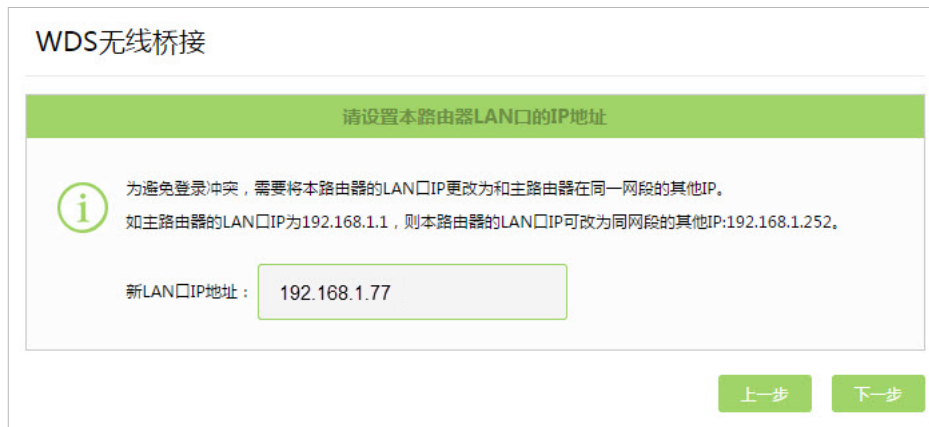 WDS无线桥接
请设置本路由器LAN口的IP地址
为避免登录冲突，需要将本路由器的LAN口IP更改为和主路由器在同一网段的其他IP。
如主路由器的LAN口IP为192.168.1.1，则本路由器的LAN口IP可改为同网段的其他IP:192.168.1.252。
新LAN口IP地址： 192.168.1.77
上一步 下一步